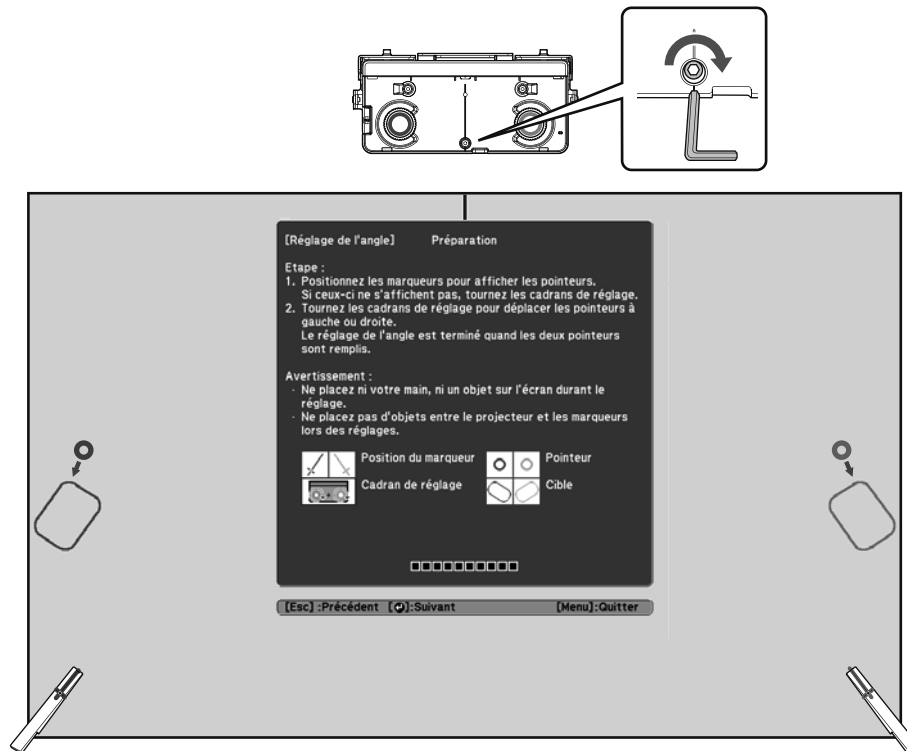 [Réglage de l'angle] Préparation
Etape :
1. Positionnez les marqueurs pour afficher les pointeurs.
Si ceux-ci ne s'affichent pas, tournez les cadrans de réglage.
2. Tournez les cadrans de réglage pour déplacer les pointeurs à
gauche ou droite.
Le réglage de l'angle est terminé quand les deux pointeurs
sont remplis.
Avertissement :
· Ne placez ni votre main, ni un objet sur l'écran durant le
réglage.
· Ne placez pas d'objets entre le projecteur et les marqueurs
lors des réglages.
Position du marqueur Pointeur
Cadran de réglage Cible
[Esc] :Précédent [⏎]:Suivant [Menu]:Quitter